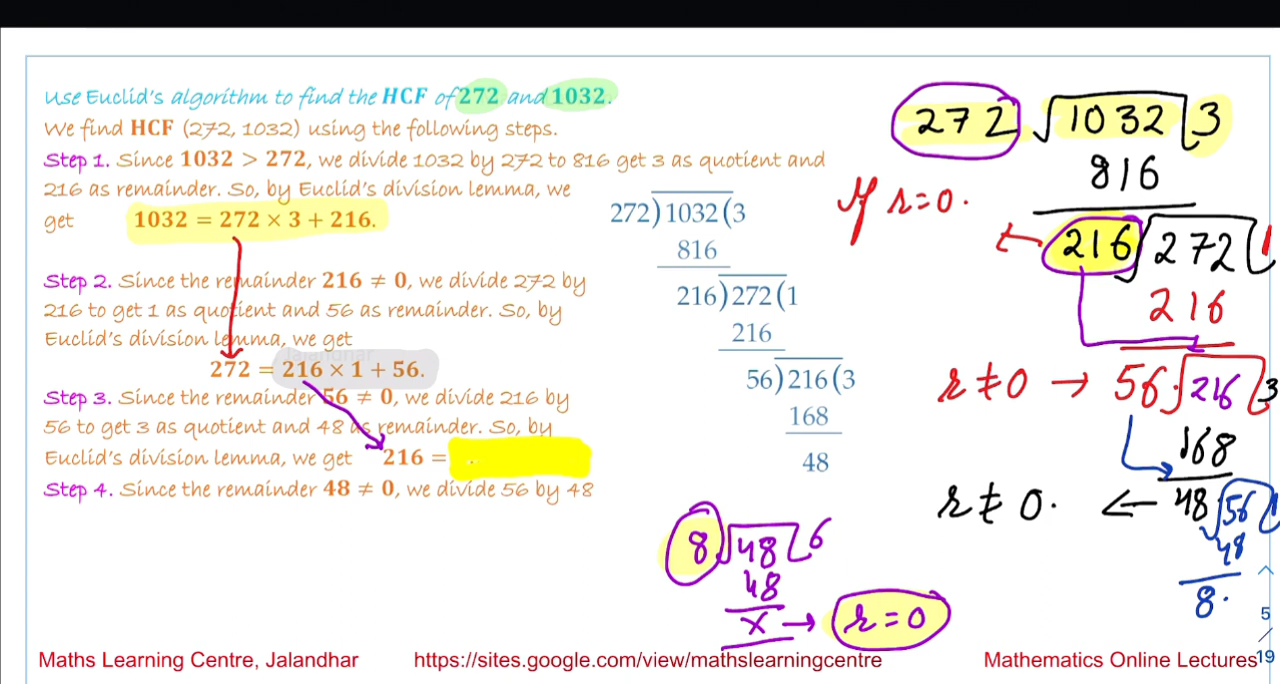 Use Euclid's algorithm to find the HCF of 272 and 1032.
We find HCF (272, 1032) using the following steps.
Step 1. Since 1032 > 272, we divide 1032 by 272 to 816 get 3 as quotient and
216 as remainder. So, by Euclid's division lemma, we
get 1032 = 272 × 3 + 216.
Step 2. Since the remainder 216 ≠ 0, we divide 272 by
216 to get 1 as quotient and 56 as remainder. So, by
Euclid's division lemma, we get
272 = 216 × 1 + 56.
Step 3. Since the remainder 56 ≠ 0, we divide 216 by
56 to get 3 as quotient and 48 as remainder. So, by
Euclid's division lemma, we get 216 =
Step 4. Since the remainder 48 ≠ 0, we divide 56 by 48
272)1032(3
816
216)272(1
216
56)216(3
168
48
272 √1032 3
816
If r=0.
← 216 272 1
216
r≠0 → 56 216 3
168
r≠0. ← 48 56 1
48
8.
8 48 6
48
× → r=0
5
/
19
Maths Learning Centre, Jalandhar
https://sites.google.com/view/mathslearningcentre
Mathematics Online Lectures